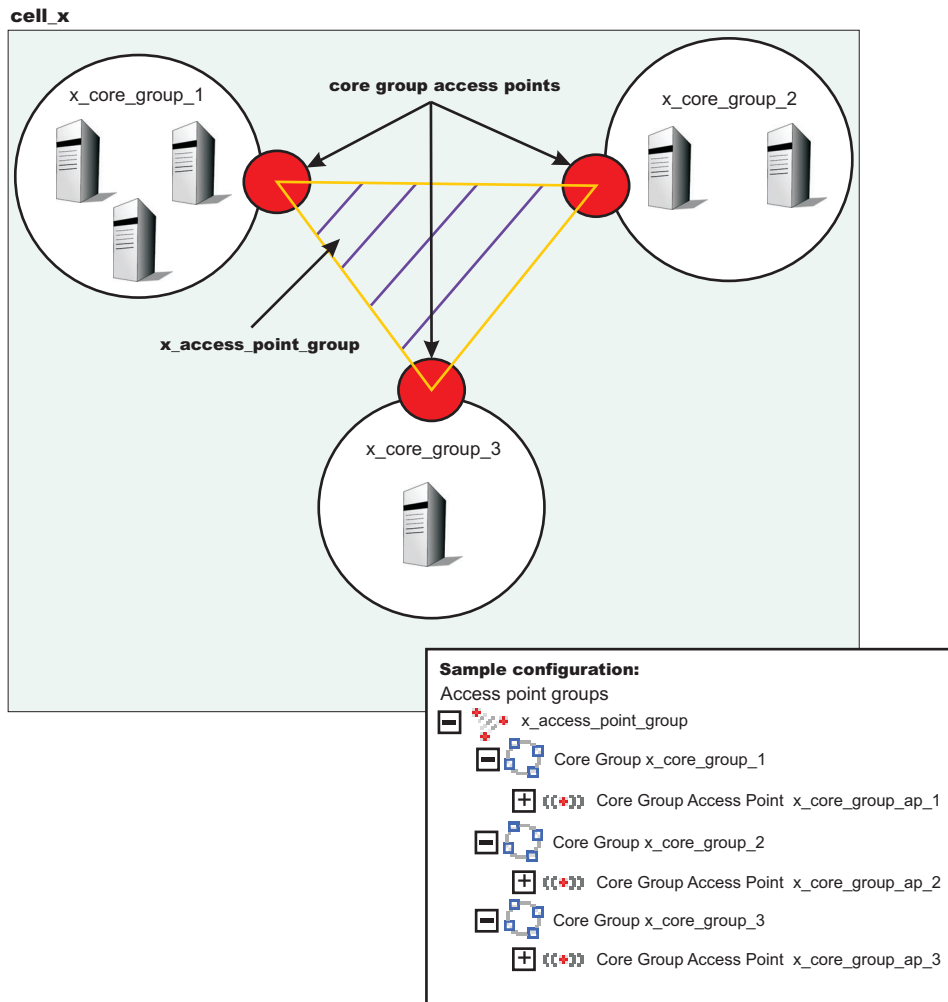 cell_x
x_core_group_1
core group access points
x_core_group_2
x_access_point_group
x_core_group_3
Sample configuration:
Access point groups
x_access_point_group
Core Group x_core_group_1
Core Group Access Point x_core_group_ap_1
Core Group x_core_group_2
Core Group Access Point x_core_group_ap_2
Core Group x_core_group_3
Core Group Access Point x_core_group_ap_3